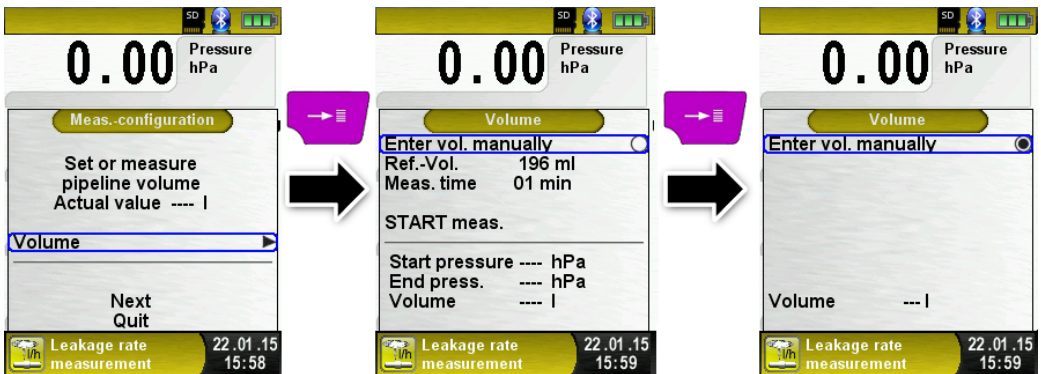 SD
0.00
Pressure
hPa
Meas.-configuration
Set or measure
pipeline volume
Actual value ---- l
Volume
Next
Quit
l/h
Leakage rate
measurement
22.01.15
15:58
SD
0.00
Pressure
hPa
Volume
Enter vol. manually
Ref.-Vol. 196 ml
Meas. time 01 min
START meas.
Start pressure ---- hPa
End press. ---- hPa
Volume ---- l
l/h
Leakage rate
measurement
22.01.15
15:59
SD
0.00
Pressure
hPa
Volume
Enter vol. manually
Volume --- l
l/h
Leakage rate
measurement
22.01.15
15:59